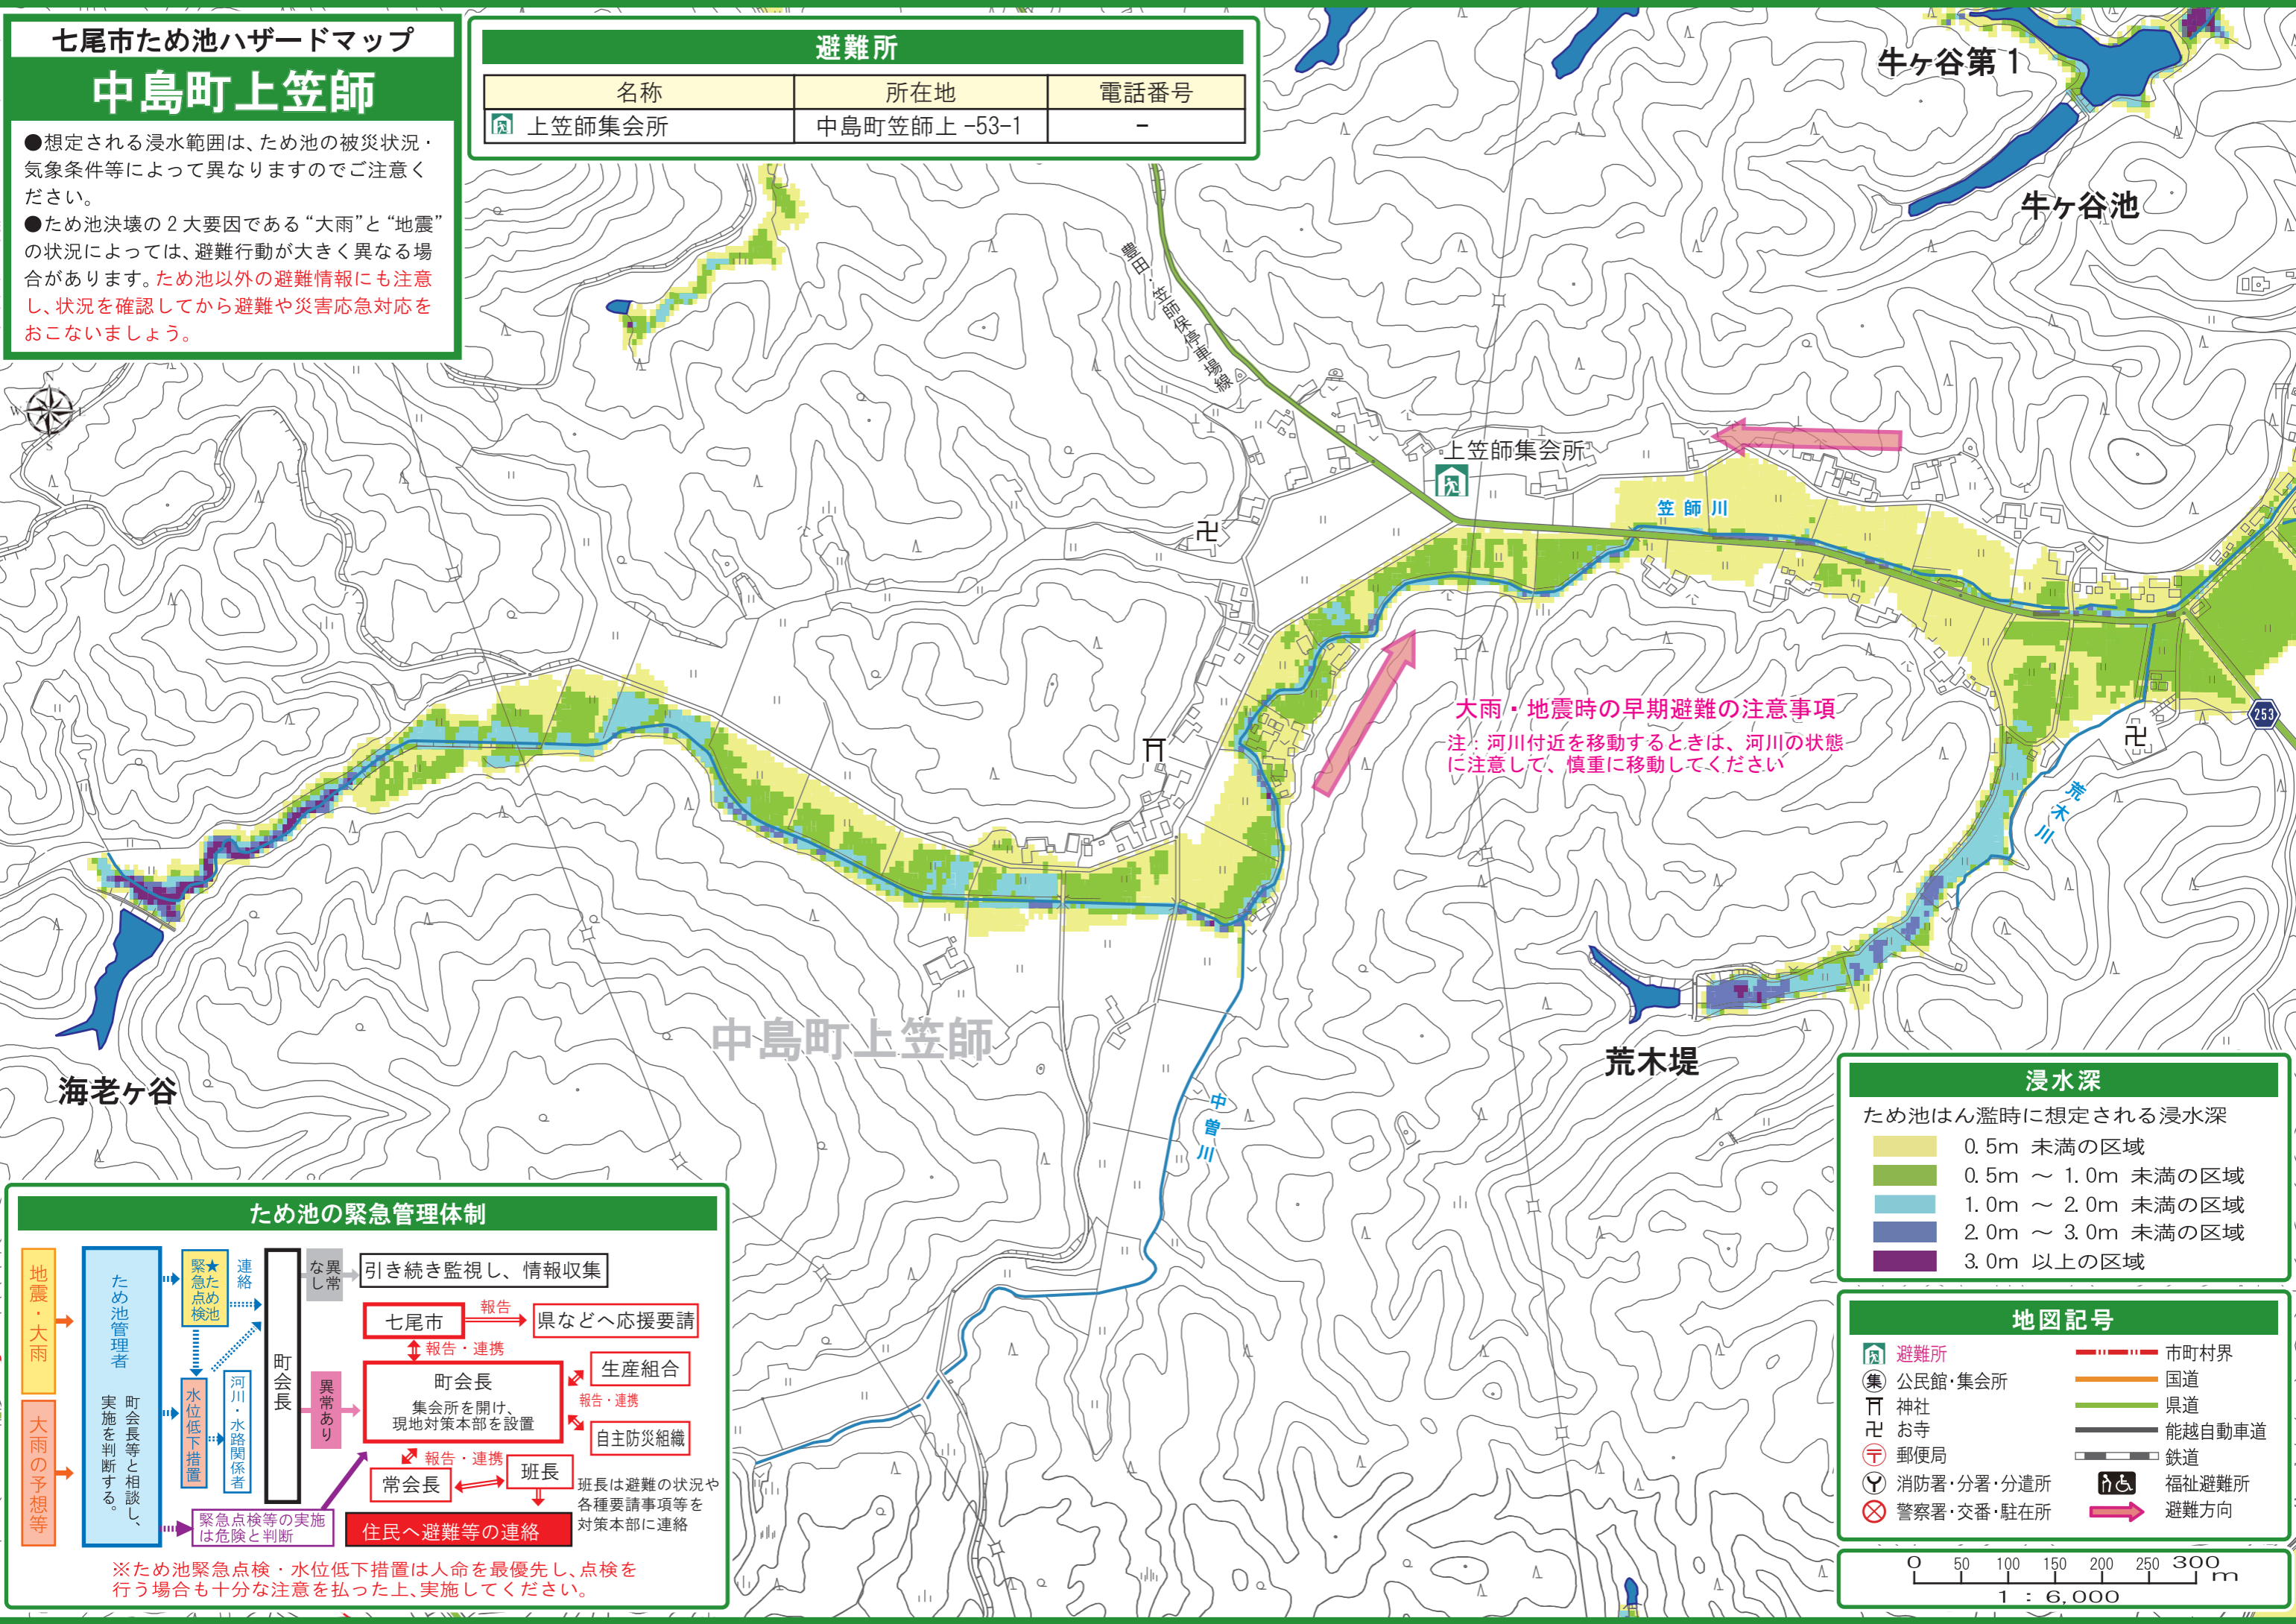 七尾市ため池ハザードマップ
中島町上笠師
●想定される浸水範囲は、ため池の被災状況・
気象条件等によって異なりますのでご注意く
ださい。
●ため池決壊の2大要因である“大雨”と“地震”
の状況によっては、避難行動が大きく異なる場
合があります。ため池以外の避難情報にも注意
し、状況を確認してから避難や災害応急対応を
おこないましょう。
避難所
名称 所在地 電話番号
上笠師集会所 中島町笠師上-53-1 −
牛ヶ谷第1
牛ヶ谷池
N
W E
S
豊田・笠師保停車場線
上笠師集会所
笠師川
大雨・地震時の早期避難の注意事項
注：河川付近を移動するときは、河川の状態
に注意して、慎重に移動してください
253
荒木川
中島町上笠師
海老ヶ谷
荒木堤
中曽川
浸水深
ため池はん濫時に想定される浸水深
0.5m 未満の区域
0.5m ～ 1.0m 未満の区域
1.0m ～ 2.0m 未満の区域
2.0m ～ 3.0m 未満の区域
3.0m 以上の区域
地図記号
避難所
集 公民館・集会所
神社
お寺
郵便局
消防署・分署・分遣所
警察署・交番・駐在所
市町村界
国道
県道
能越自動車道
鉄道
福祉避難所
避難方向
0 50 100 150 200 250 300
m
1 : 6,000
ため池の緊急管理体制
地震・大雨
大雨の予想等
ため池管理者
町会長等と相談し、
実施を判断する。
★ため池
緊急点検
連絡
水位低下措置
河川・水路関係者
町会長
異常
なし
引き続き監視し、情報収集
異常あり
七尾市
報告
県などへ応援要請
報告・連携
町会長
集会所を開け、
現地対策本部を設置
生産組合
報告・連携
自主防災組織
報告・連携
常会長
班長
班長は避難の状況や
各種要請事項等を
対策本部に連絡
緊急点検等の実施
は危険と判断
住民へ避難等の連絡
※ため池緊急点検・水位低下措置は人命を最優先し、点検を
行う場合も十分な注意を払った上、実施してください。